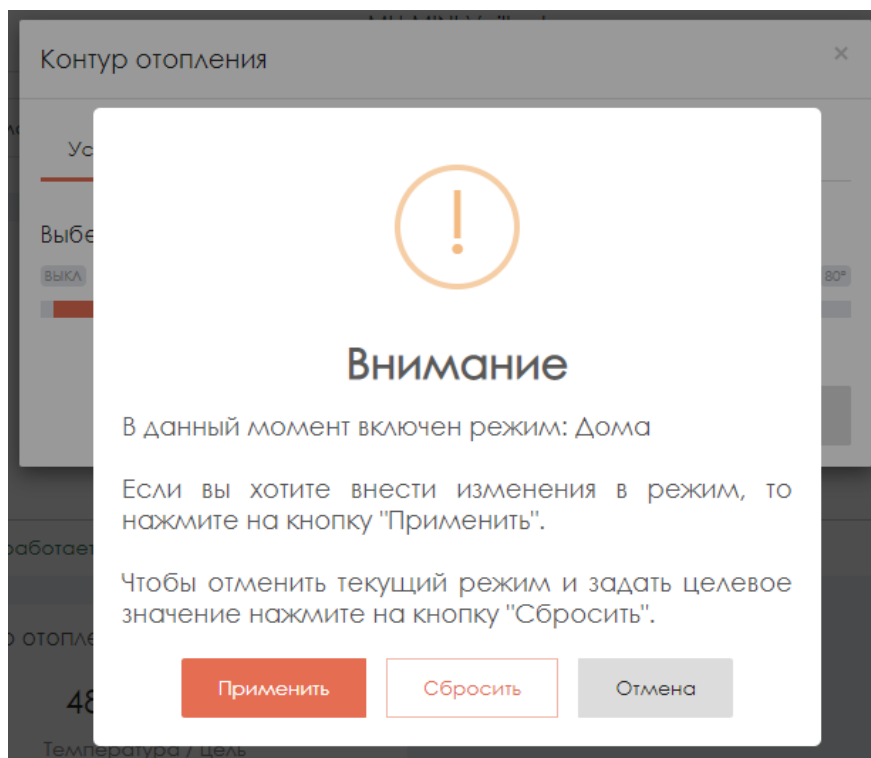 Контур отопления
×
ВЫКЛ
80°
Внимание
В данный момент включен режим: Дома
Если вы хотите внести изменения в режим, то
нажмите на кнопку "Применить".
Чтобы отменить текущий режим и задать целевое
значение нажмите на кнопку "Сбросить".
Применить
Сбросить
Отмена
Температура / цель